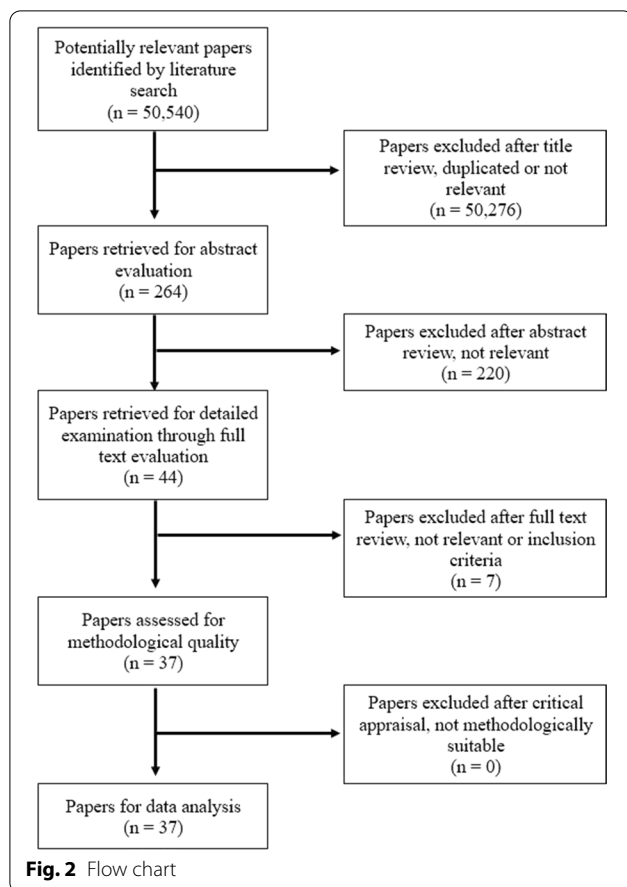 Potentially relevant papers
identified by literature
search
(n = 50,540)
Papers excluded after title
review, duplicated or not
relevant
(n = 50,276)
Papers retrieved for abstract
evaluation
(n = 264)
Papers excluded after abstract
review, not relevant
(n = 220)
Papers retrieved for detailed
examination through full
text evaluation
(n = 44)
Papers excluded after full text
review, not relevant or inclusion
criteria
(n = 7)
Papers assessed for
methodological quality
(n = 37)
Papers excluded after critical
appraisal, not methodologically
suitable
(n = 0)
Papers for data analysis
(n = 37)
Fig. 2 Flow chart